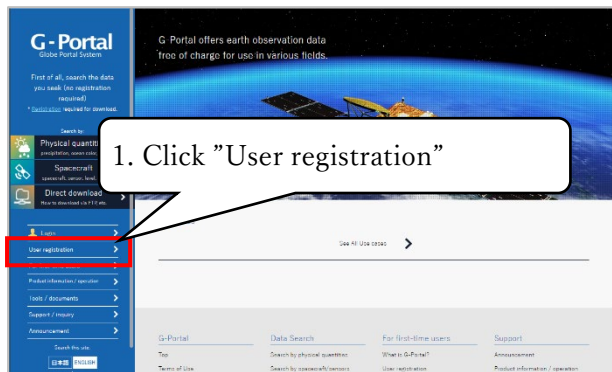 G-Portal
Globe Portal System
First of all, search the data
you seek (no registration
required)
* Registration required for download.
Search by:
Physical quantiti
precipitation, ocean color,
Spacecraft
spacecraft, sensor, level,
Direct download
How to download via FTP, etc.
Login
User registration
Product information / operation
Tools / documents
Support / inquiry
Announcement
Search the site
日本語 ENGLISH
G-Portal offers earth observation data
free of charge for use in various fields.
1. Click ”User registration”
See All Use cases
G-Portal
Top
Terms of Use
Data Search
Search by physical quantities
Search by spacecraft/sensors
For first-time users
What is G-Portal?
User registration
Support
Announcement
Product information / operation